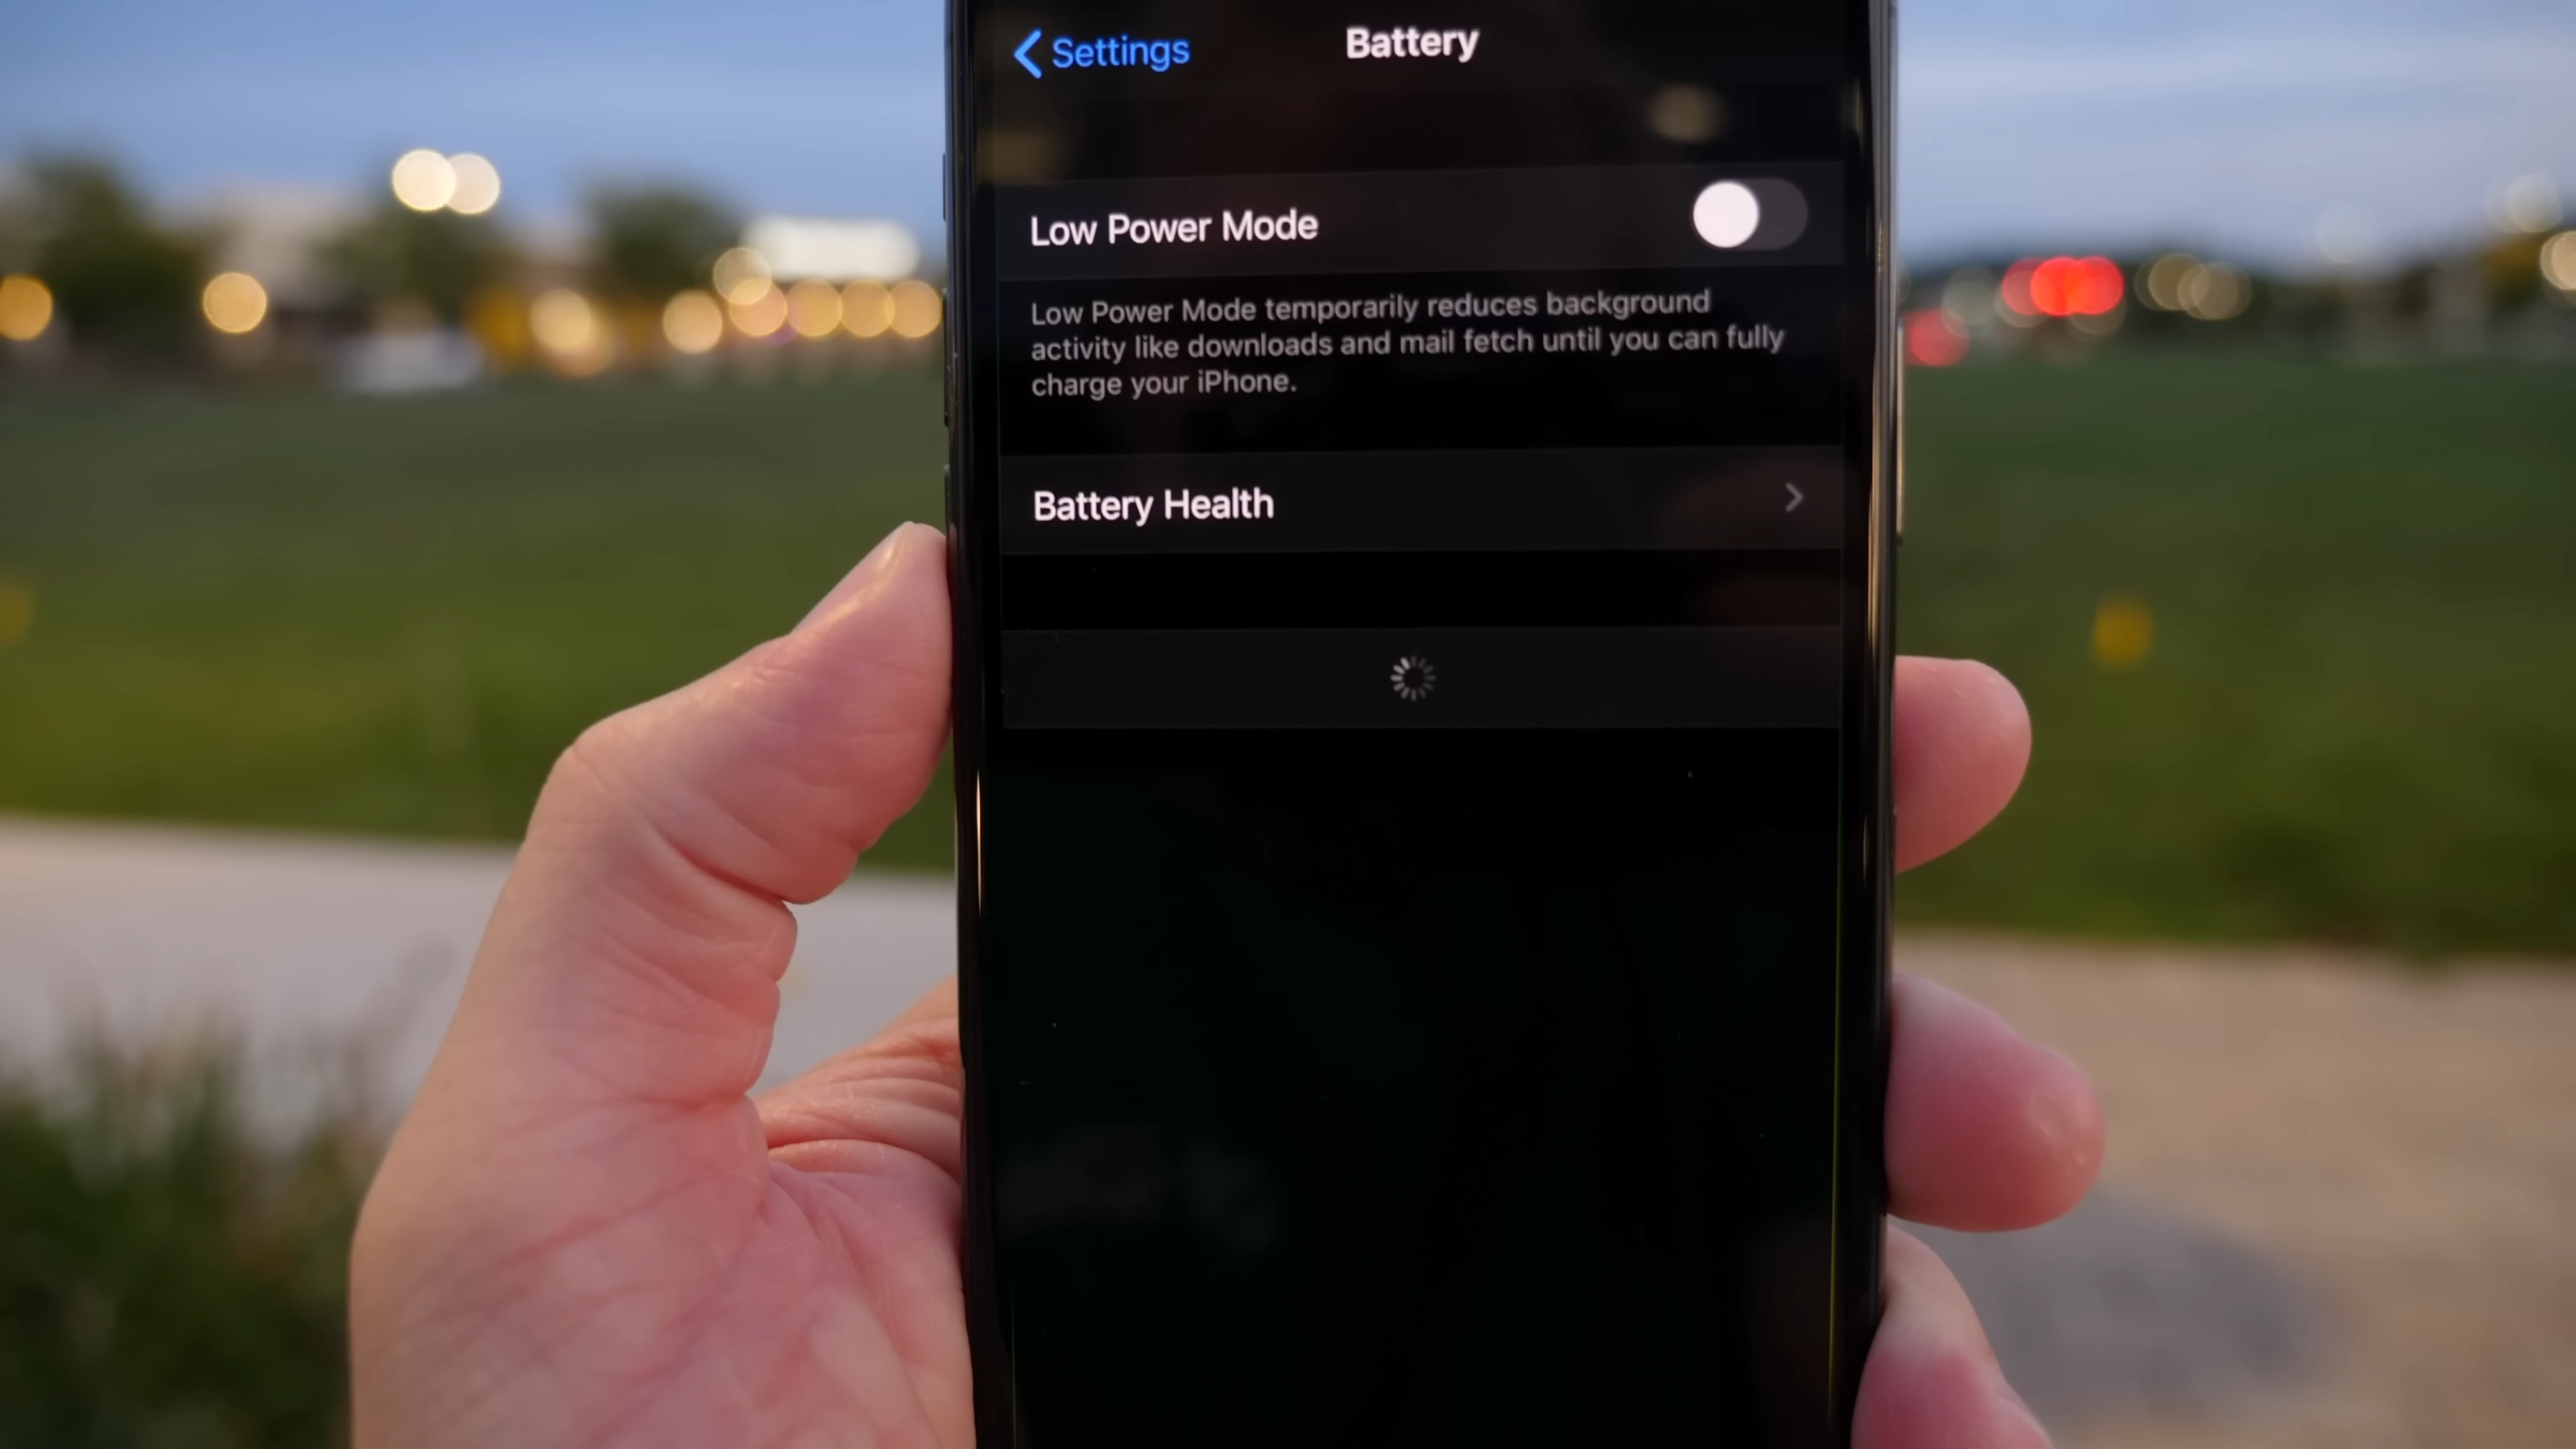 Settings
Battery
Low Power Mode
Low Power Mode temporarily reduces background
activity like downloads and mail fetch until you can fully
charge your iPhone.
Battery Health